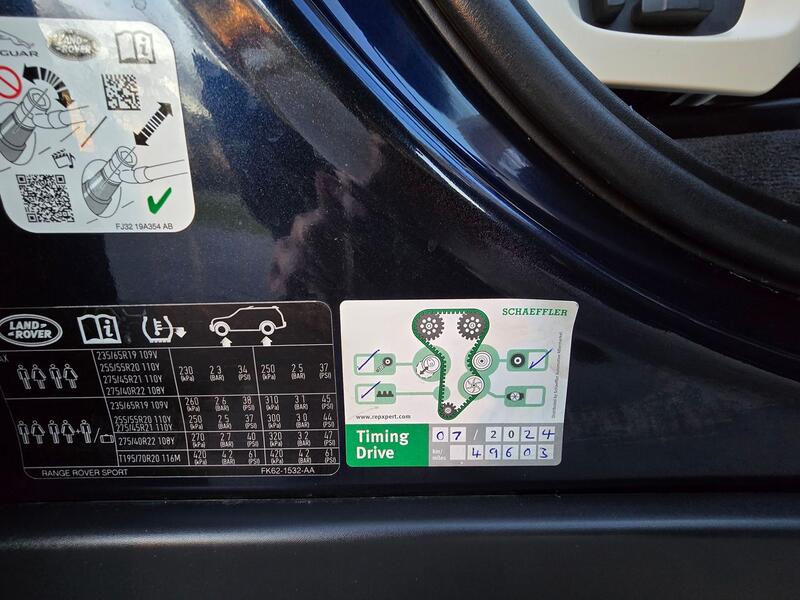 GUAR
LAND-
ROVER
FJ32 19A354 AB
LAND-
ROVER
235/65R19 109V
255/55R20 110Y
275/45R21 110Y
275/40R22 108Y
230 (kPa) 2.3 (BAR) 34 (PSI) 250 (kPa) 2.5 (BAR) 37 (PSI)
235/65R19 109V 260 (kPa) 2.6 (BAR) 38 (PSI) 310 (kPa) 3.1 (BAR) 45 (PSI)
255/55R20 110Y
275/45R21 110Y
250 (kPa) 2.5 (BAR) 37 (PSI) 300 (kPa) 3.0 (BAR) 44 (PSI)
275/40R22 108Y 270 (kPa) 2.7 (BAR) 40 (PSI) 320 (kPa) 3.2 (BAR) 47 (PSI)
T195/70R20 116M 420 (kPa) 4.2 (BAR) 61 (PSI) 420 (kPa) 4.2 (BAR) 61 (PSI)
RANGE ROVER SPORT FK62-1532-AA
SCHAEFFLER
www.repxpert.com
Distributed by Schaeffler Automotive Aftermarket
Timing
Drive
07/2024
km/
miles
49603